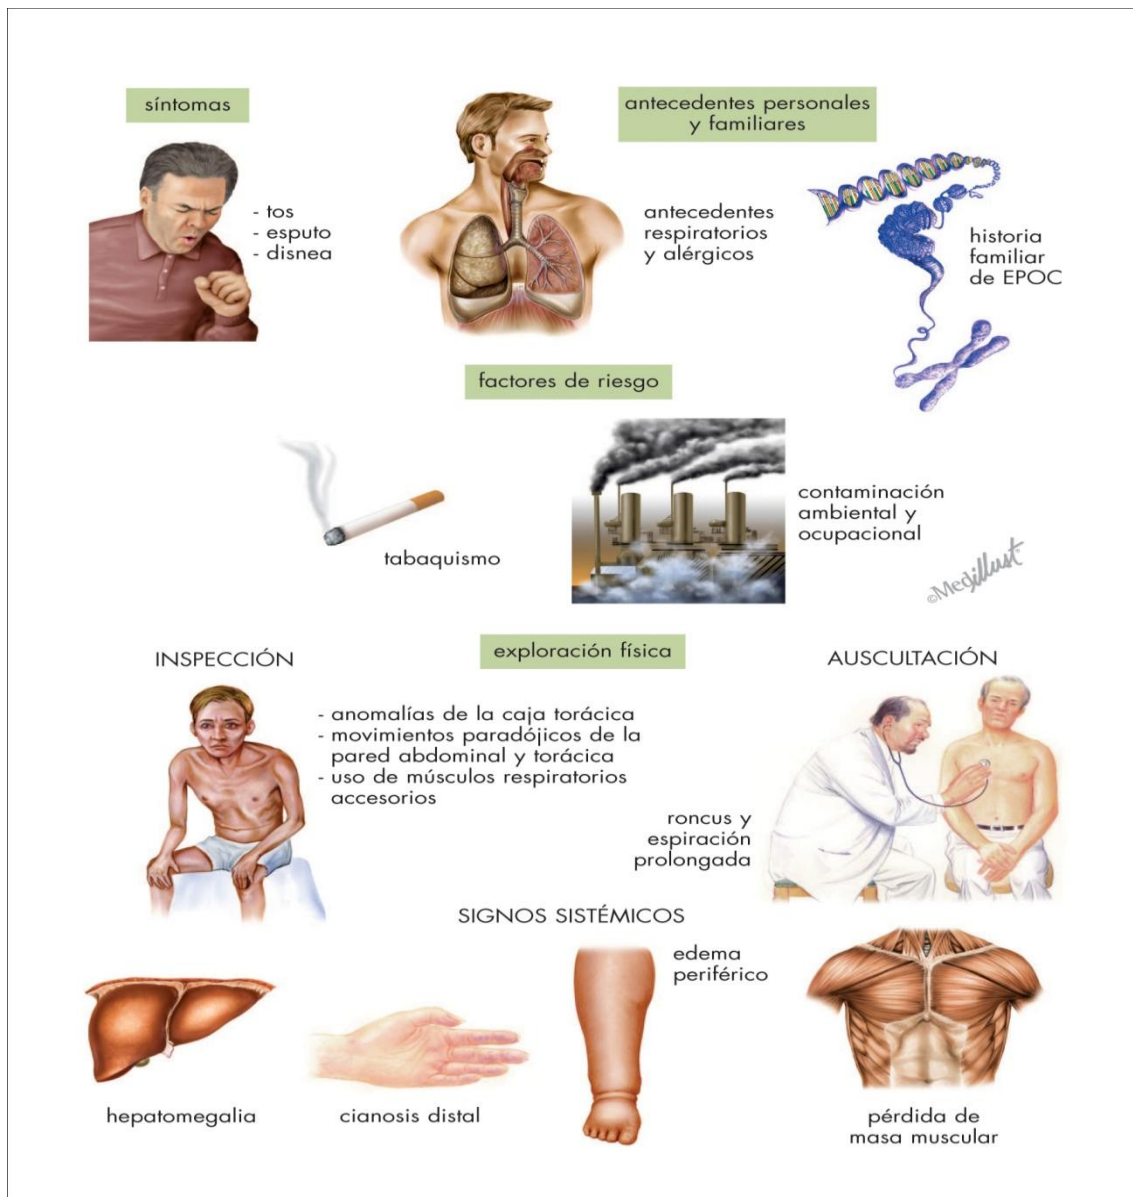 síntomas
- tos
- esputo
- disnea
antecedentes personales
y familiares
antecedentes
respiratorios
y alérgicos
historia
familiar
de EPOC
factores de riesgo
tabaquismo
contaminación
ambiental y
ocupacional
©Medillust
exploración física
INSPECCIÓN
- anomalías de la caja torácica
- movimientos paradójicos de la
pared abdominal y torácica
- uso de músculos respiratorios
accesorios
AUSCULTACIÓN
roncus y
espiración
prolongada
SIGNOS SISTÉMICOS
hepatomegalia
cianosis distal
edema
periférico
pérdida de
masa muscular